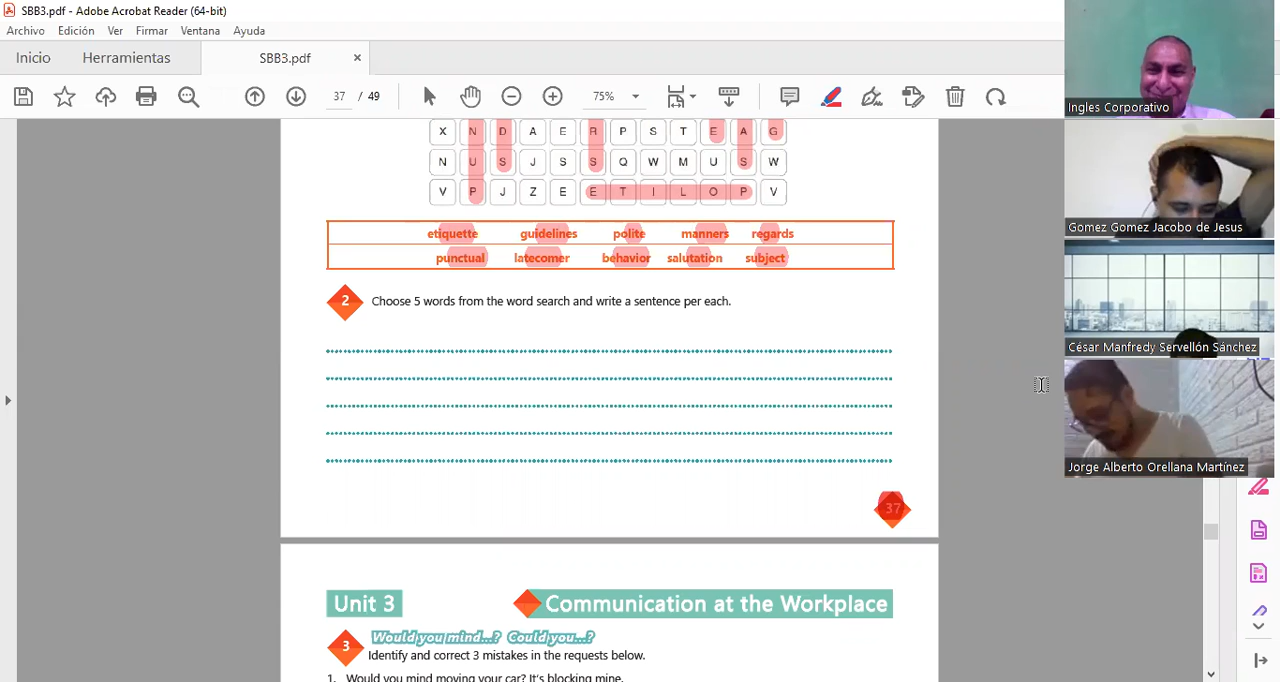 SBB3.pdf - Adobe Acrobat Reader (64-bit)
Archivo Edición Ver Firmar Ventana Ayuda
Inicio Herramientas SBB3.pdf ×
37 / 49 75%
X N D A E R P S T E A G
N U S J S S Q W M U S W
V P J Z E E T I L O P V
etiquette guidelines polite manners regards
punctual latecomer behavior salutation subject
2 Choose 5 words from the word search and write a sentence per each.
37
Unit 3 Communication at the Workplace
3 Would you mind...? Could you...?
Identify and correct 3 mistakes in the requests below.
1. Would you mind moving your car? It's blocking mine.
Ingles Corporativo
Gomez Gomez Jacobo de Jesus
César Manfredy Servellón Sánchez
Jorge Alberto Orellana Martínez